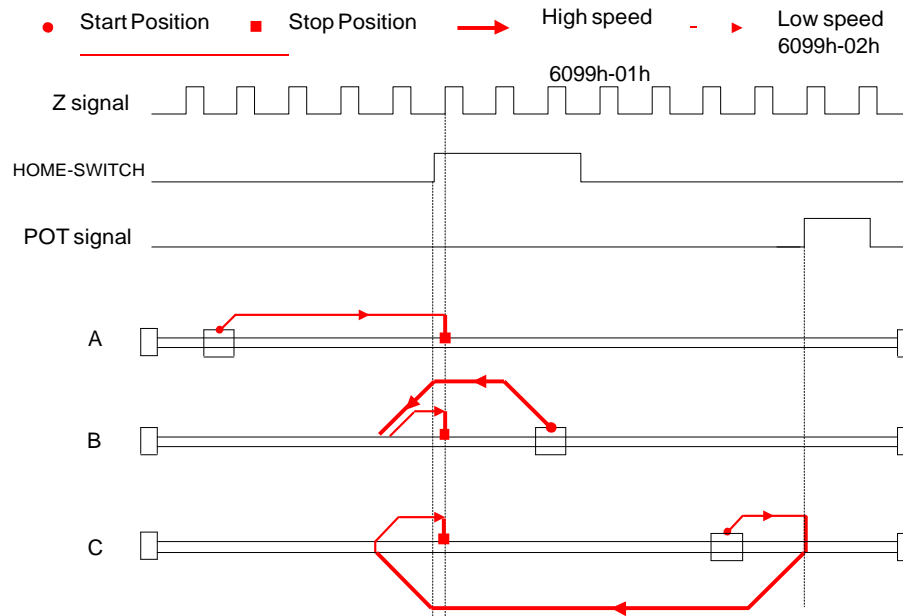 Start Position Stop Position High speed Low speed
6099h-02h
6099h-01h
Z signal
HOME-SWITCH
POT signal
A
B
C